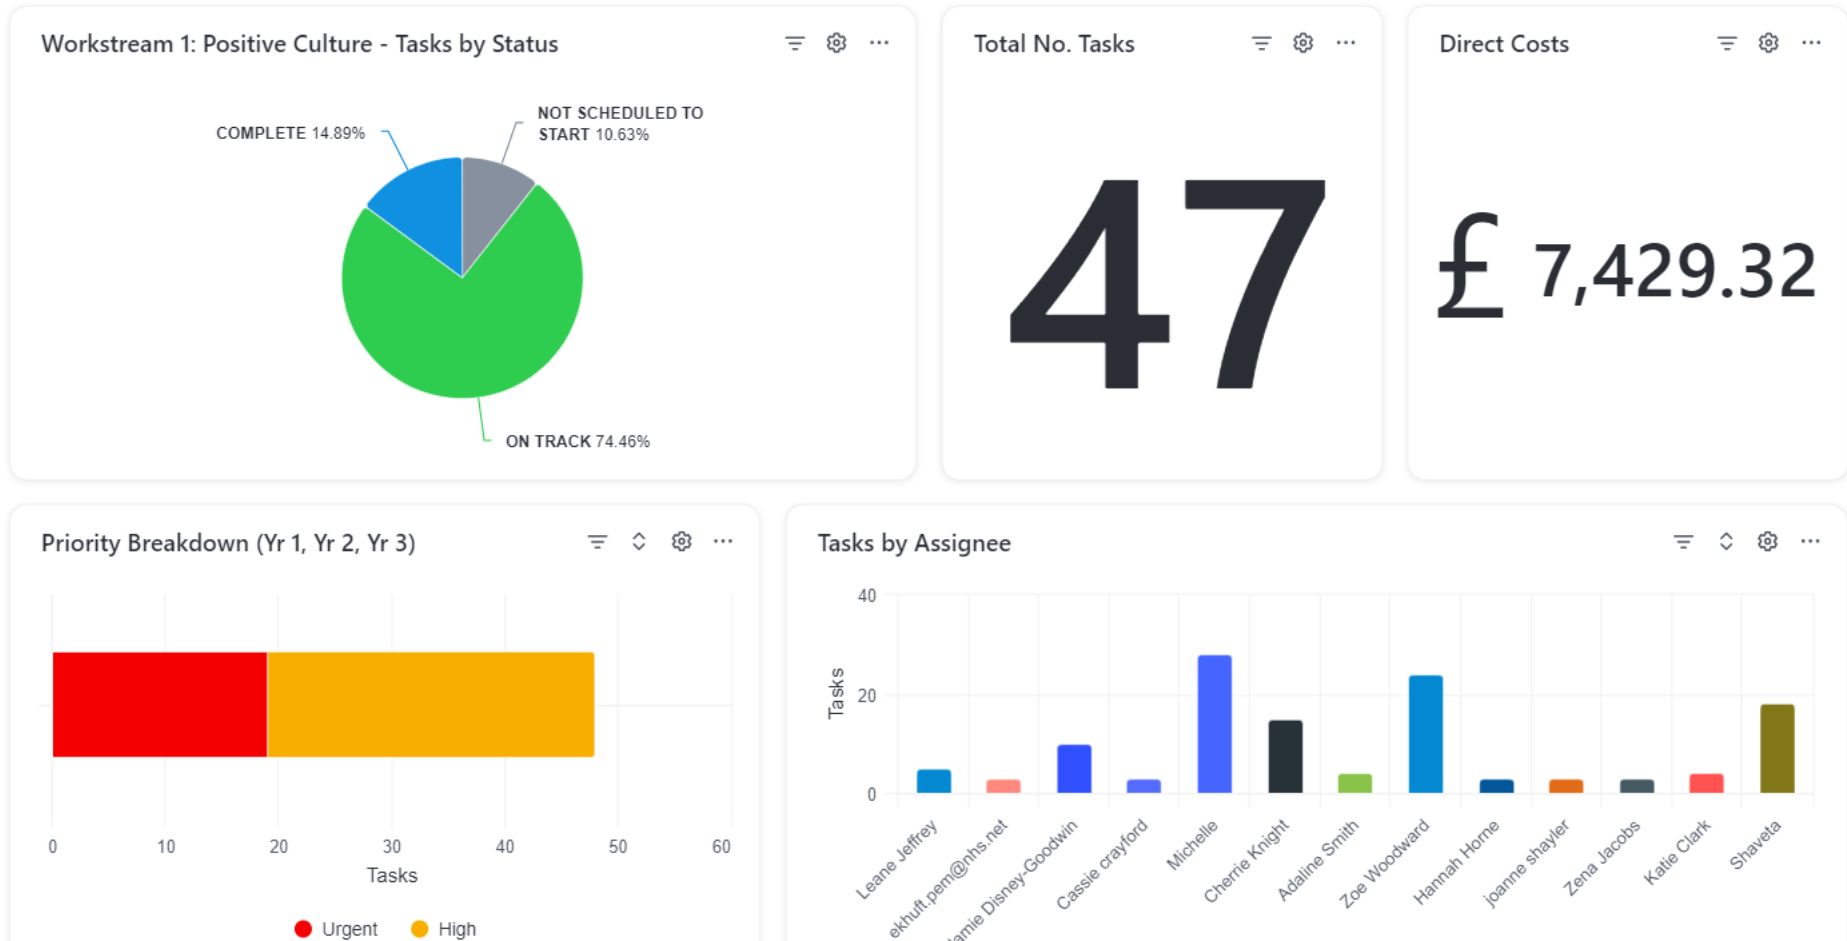 Workstream 1: Positive Culture - Tasks by Status
COMPLETE 14.89%
NOT SCHEDULED TO
START 10.63%
ON TRACK 74.46%
Total No. Tasks
47
Direct Costs
£ 7,429.32
Priority Breakdown (Yr 1, Yr 2, Yr 3)
0 10 20 30 40 50 60
Tasks
Urgent High
Tasks by Assignee
40
20
0
Tasks
Leane Jeffrey
ekhuft.pem@nhs.net
Disney-Goodwin
Cassie crayford
Michelle
Cherrie Knight
Adaline Smith
Zoe Woodward
Hannah Horne
joanne shayler
Zena Jacobs
Katie Clark
Shaveta